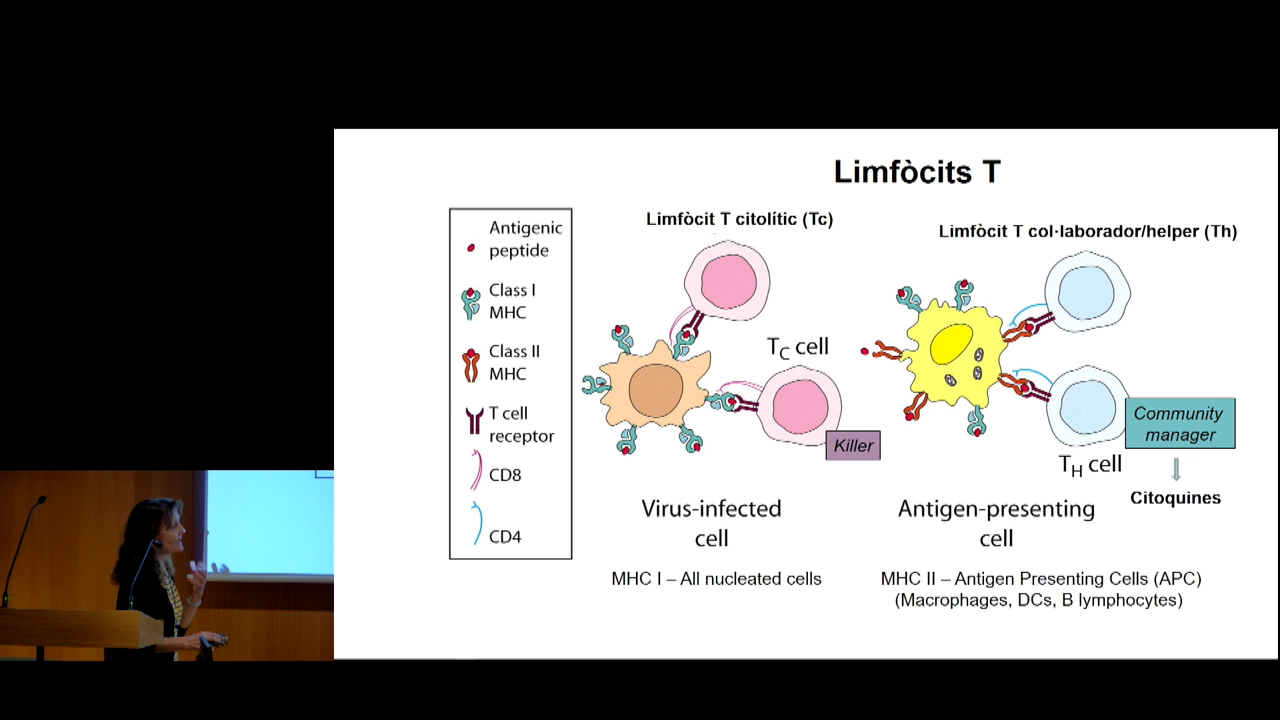 Limfòcits T
Antigenic
peptide
Class I
MHC
Class II
MHC
T cell
receptor
CD8
CD4
Limfòcit T citolític (Tc)
TC cell
Killer
Virus-infected
cell
MHC I – All nucleated cells
Limfòcit T col·laborador/helper (Th)
Community
manager
TH cell
Citoquines
Antigen-presenting
cell
MHC II – Antigen Presenting Cells (APC)
(Macrophages, DCs, B lymphocytes)